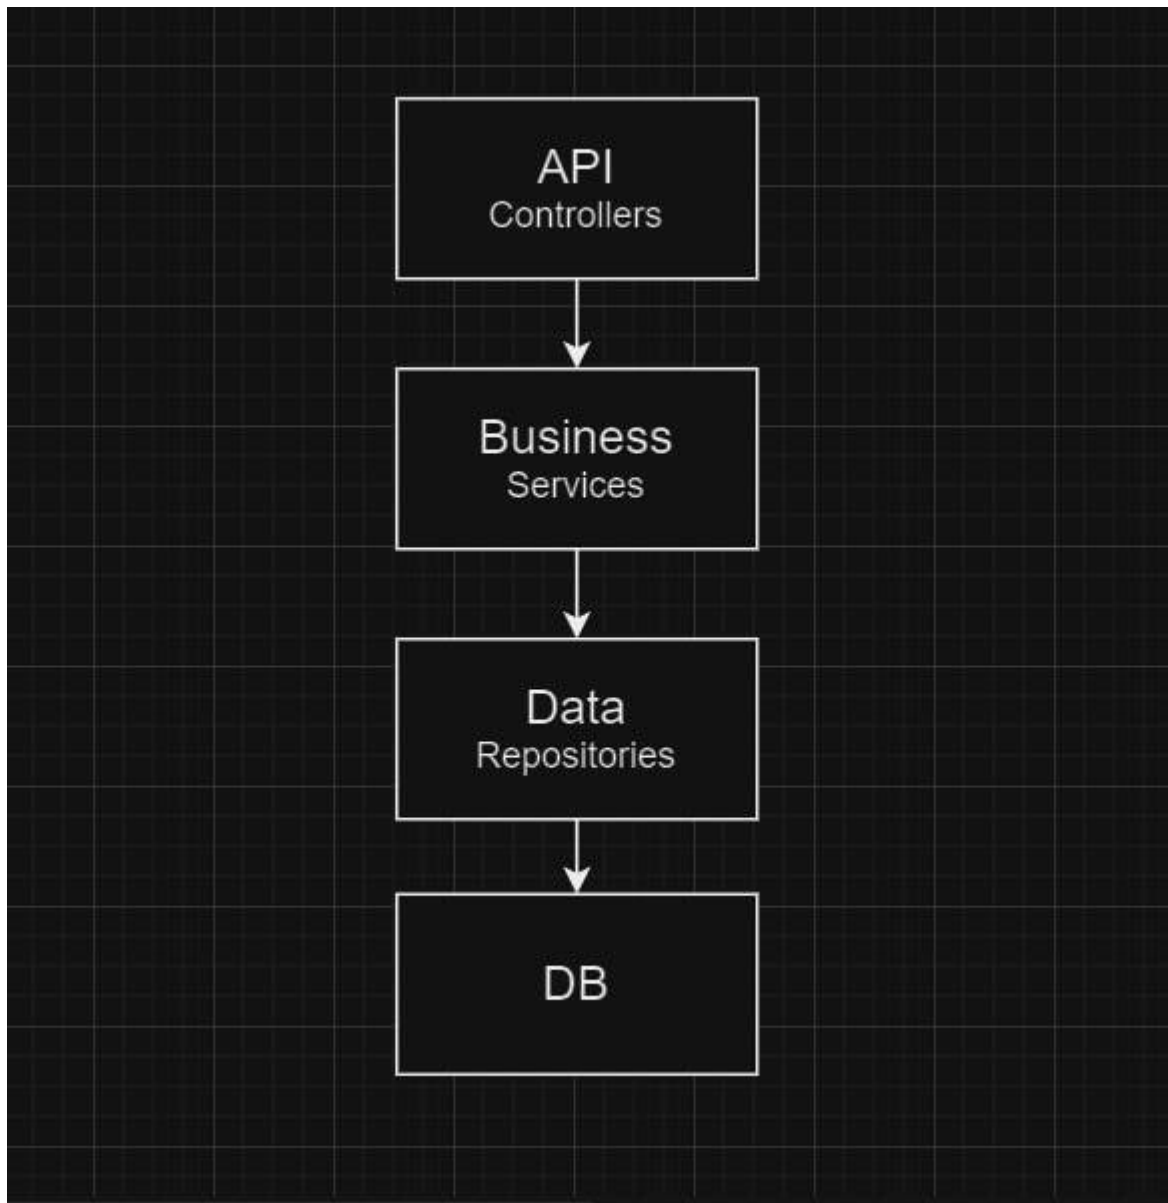 API
Controllers
Business
Services
Data
Repositories
DB